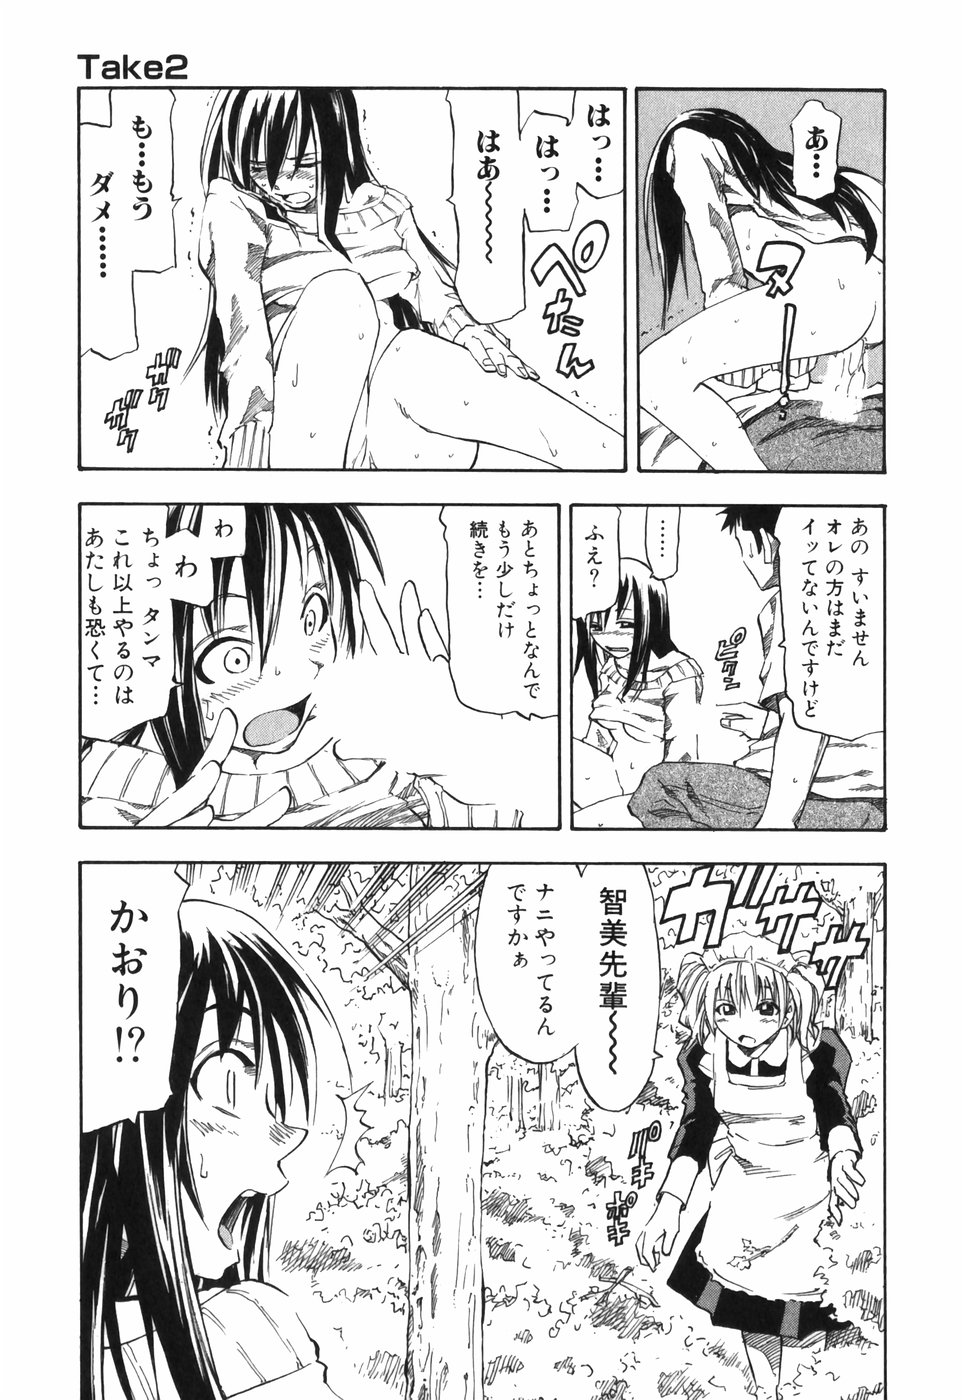 Take2
あ…
ヌ
はっ…
はっ…
はあ〜〜〜
も…もう
ダメ……
ぺたん
ゼク
ゼク
あの すいません
オレの方はまだ
イッてないんですけど
……
ふえ?
ピクン
あとちょっとなんで
もう少しだけ
続きを…
わ
わ
ちょっ タンマ
これ以上やるのは
あたしも恐くて…
ガサガサ
智美先輩〜〜〜
ナニやってるん
ですかぁ
パキ
ポキ
かおり!?